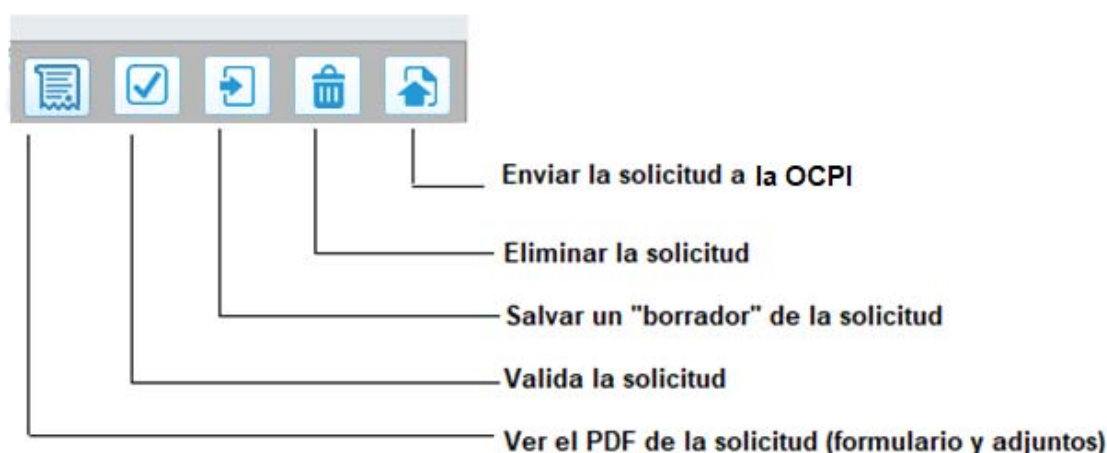 Enviar la solicitud a la OCPI
Eliminar la solicitud
Salvar un "borrador" de la solicitud
Valida la solicitud
Ver el PDF de la solicitud (formulario y adjuntos)